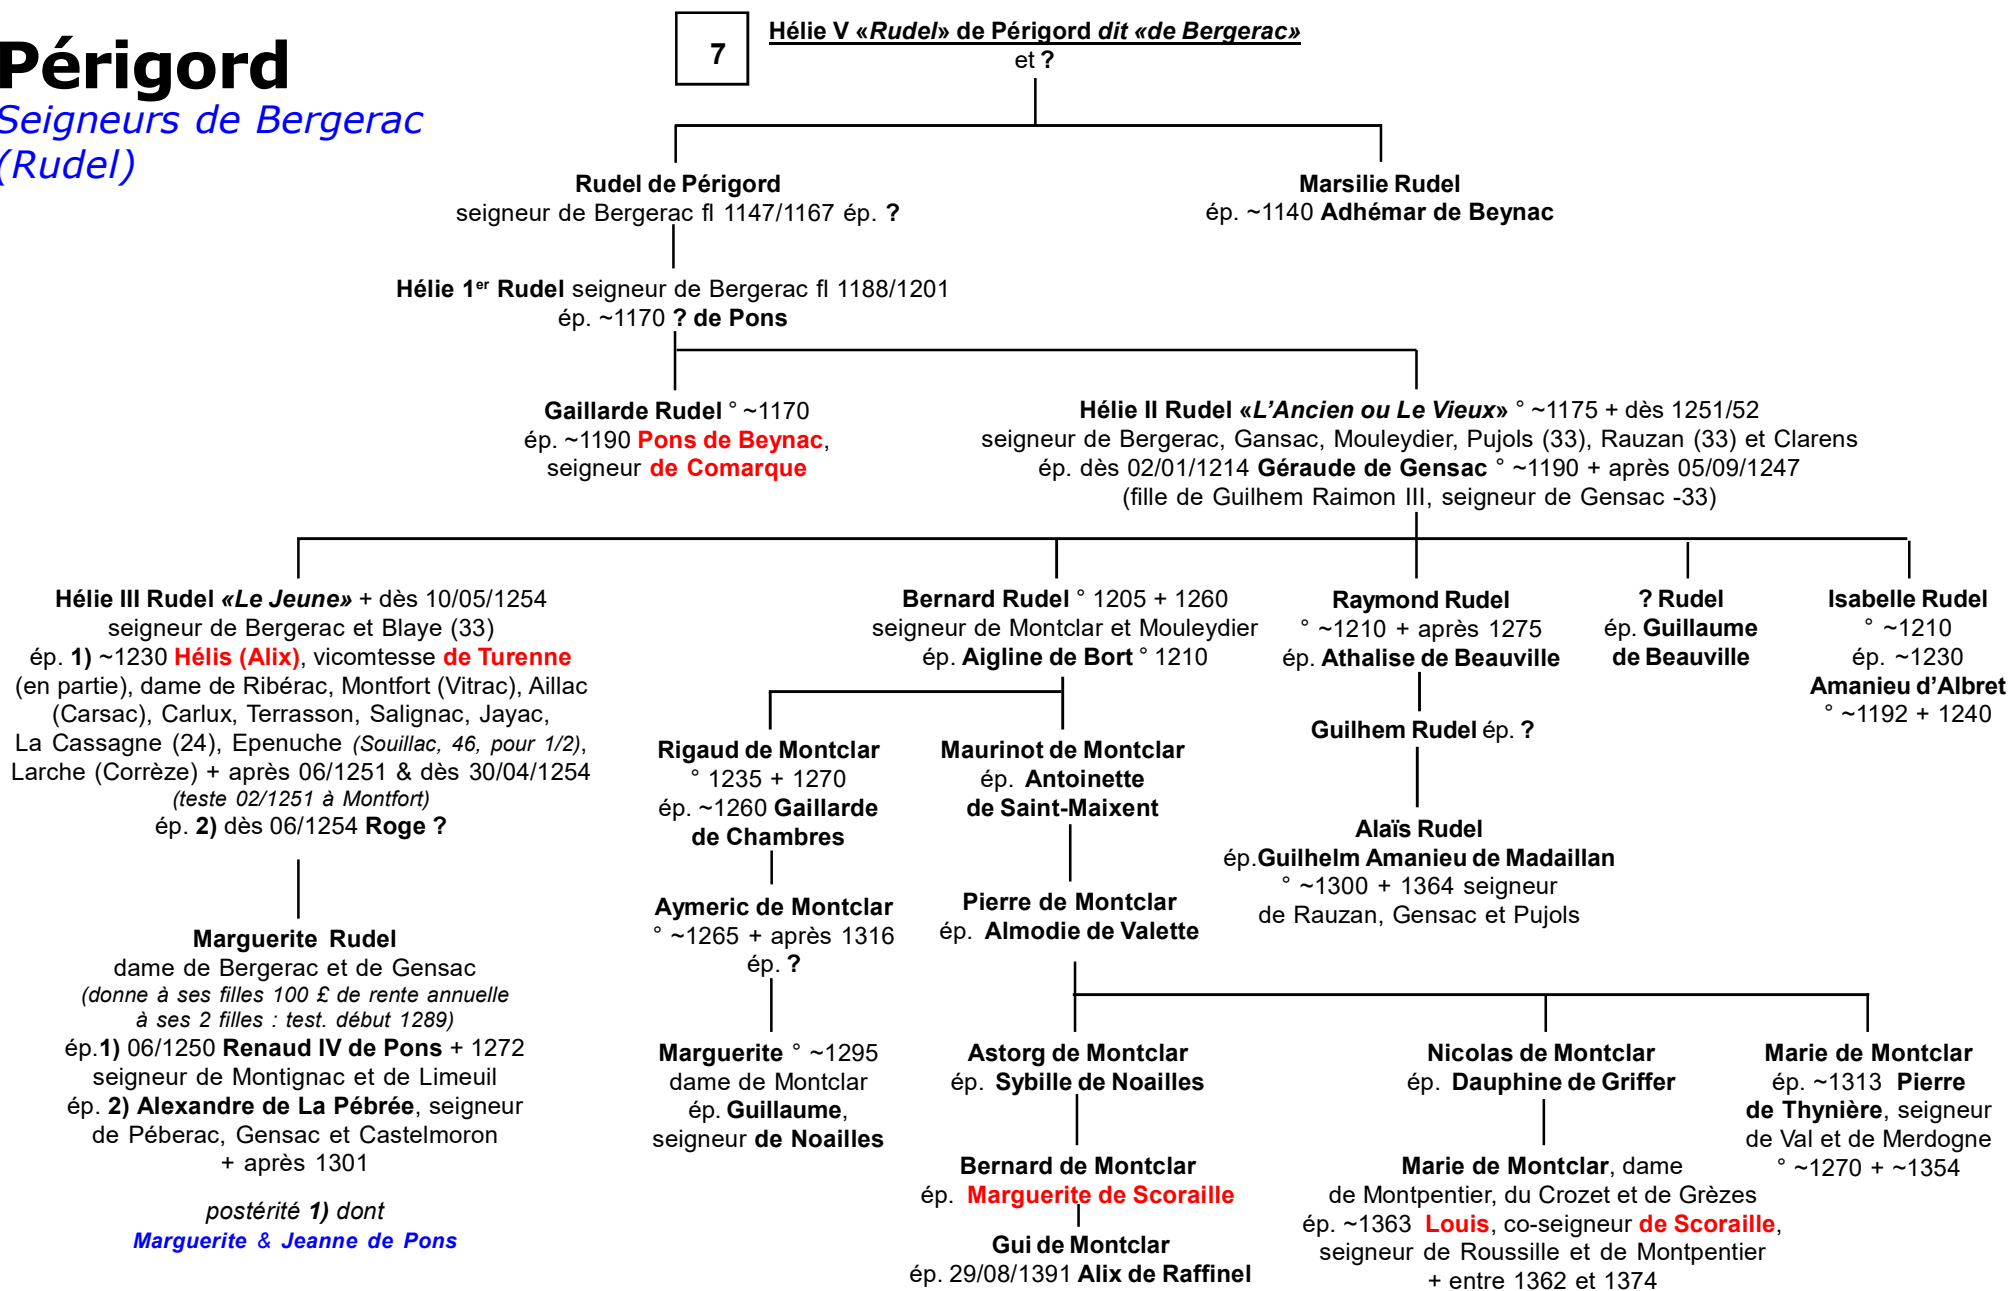 Périgord
Seigneurs de Bergerac
(Rudel)
7
Hélie V «Rudel» de Périgord dit «de Bergerac»
et ?
Rudel de Périgord
seigneur de Bergerac fl 1147/1167 ép. ?
Marsilie Rudel
ép. ~1140 Adhémar de Beynac
Hélie 1er Rudel seigneur de Bergerac fl 1188/1201
ép. ~1170 ? de Pons
Gaillarde Rudel ° ~1170
ép. ~1190 Pons de Beynac,
seigneur de Comarque
Hélie II Rudel «L’Ancien ou Le Vieux» ° ~1175 + dès 1251/52
seigneur de Bergerac, Gansac, Mouleydier, Pujols (33), Rauzan (33) et Clarens
ép. dès 02/01/1214 Géraude de Gensac ° ~1190 + après 05/09/1247
(fille de Guilhem Raimon III, seigneur de Gensac -33)
Hélie III Rudel «Le Jeune» + dès 10/05/1254
seigneur de Bergerac et Blaye (33)
ép. 1) ~1230 Hélis (Alix), vicomtesse de Turenne
(en partie), dame de Ribérac, Montfort (Vitrac), Aillac
(Carsac), Carlux, Terrasson, Salignac, Jayac,
La Cassagne (24), Epenuche (Souillac, 46, pour 1/2),
Larche (Corrèze) + après 06/1251 & dès 30/04/1254
(teste 02/1251 à Montfort)
ép. 2) dès 06/1254 Roge ?
Bernard Rudel ° 1205 + 1260
seigneur de Montclar et Mouleydier
ép. Aigline de Bort ° 1210
Raymond Rudel
° ~1210 + après 1275
ép. Athalise de Beauville
? Rudel
ép. Guillaume
de Beauville
Isabelle Rudel
° ~1210
ép. ~1230
Amanieu d’Albret
° ~1192 + 1240
Rigaud de Montclar
° 1235 + 1270
ép. ~1260 Gaillarde
de Chambres
Maurinot de Montclar
ép. Antoinette
de Saint-Maixent
Guilhem Rudel ép. ?
Alaïs Rudel
ép.Guilhelm Amanieu de Madaillan
° ~1300 + 1364 seigneur
de Rauzan, Gensac et Pujols
Aymeric de Montclar
° ~1265 + après 1316
ép. ?
Pierre de Montclar
ép. Almodie de Valette
Marguerite Rudel
dame de Bergerac et de Gensac
(donne à ses filles 100 £ de rente annuelle
à ses 2 filles : test. début 1289)
ép.1) 06/1250 Renaud IV de Pons + 1272
seigneur de Montignac et de Limeuil
ép. 2) Alexandre de La Pébrée, seigneur
de Péberac, Gensac et Castelmoron
+ après 1301
postérité 1) dont
Marguerite & Jeanne de Pons
Marguerite ° ~1295
dame de Montclar
ép. Guillaume,
seigneur de Noailles
Astorg de Montclar
ép. Sybille de Noailles
Nicolas de Montclar
ép. Dauphine de Griffer
Marie de Montclar
ép. ~1313 Pierre
de Thynière, seigneur
de Val et de Merdogne
° ~1270 + ~1354
Bernard de Montclar
ép. Marguerite de Scoraille
Gui de Montclar
ép. 29/08/1391 Alix de Raffinel
Marie de Montclar, dame
de Montpentier, du Crozet et de Grèzes
ép. ~1363 Louis, co-seigneur de Scoraille,
seigneur de Roussille et de Montpentier
+ entre 1362 et 1374